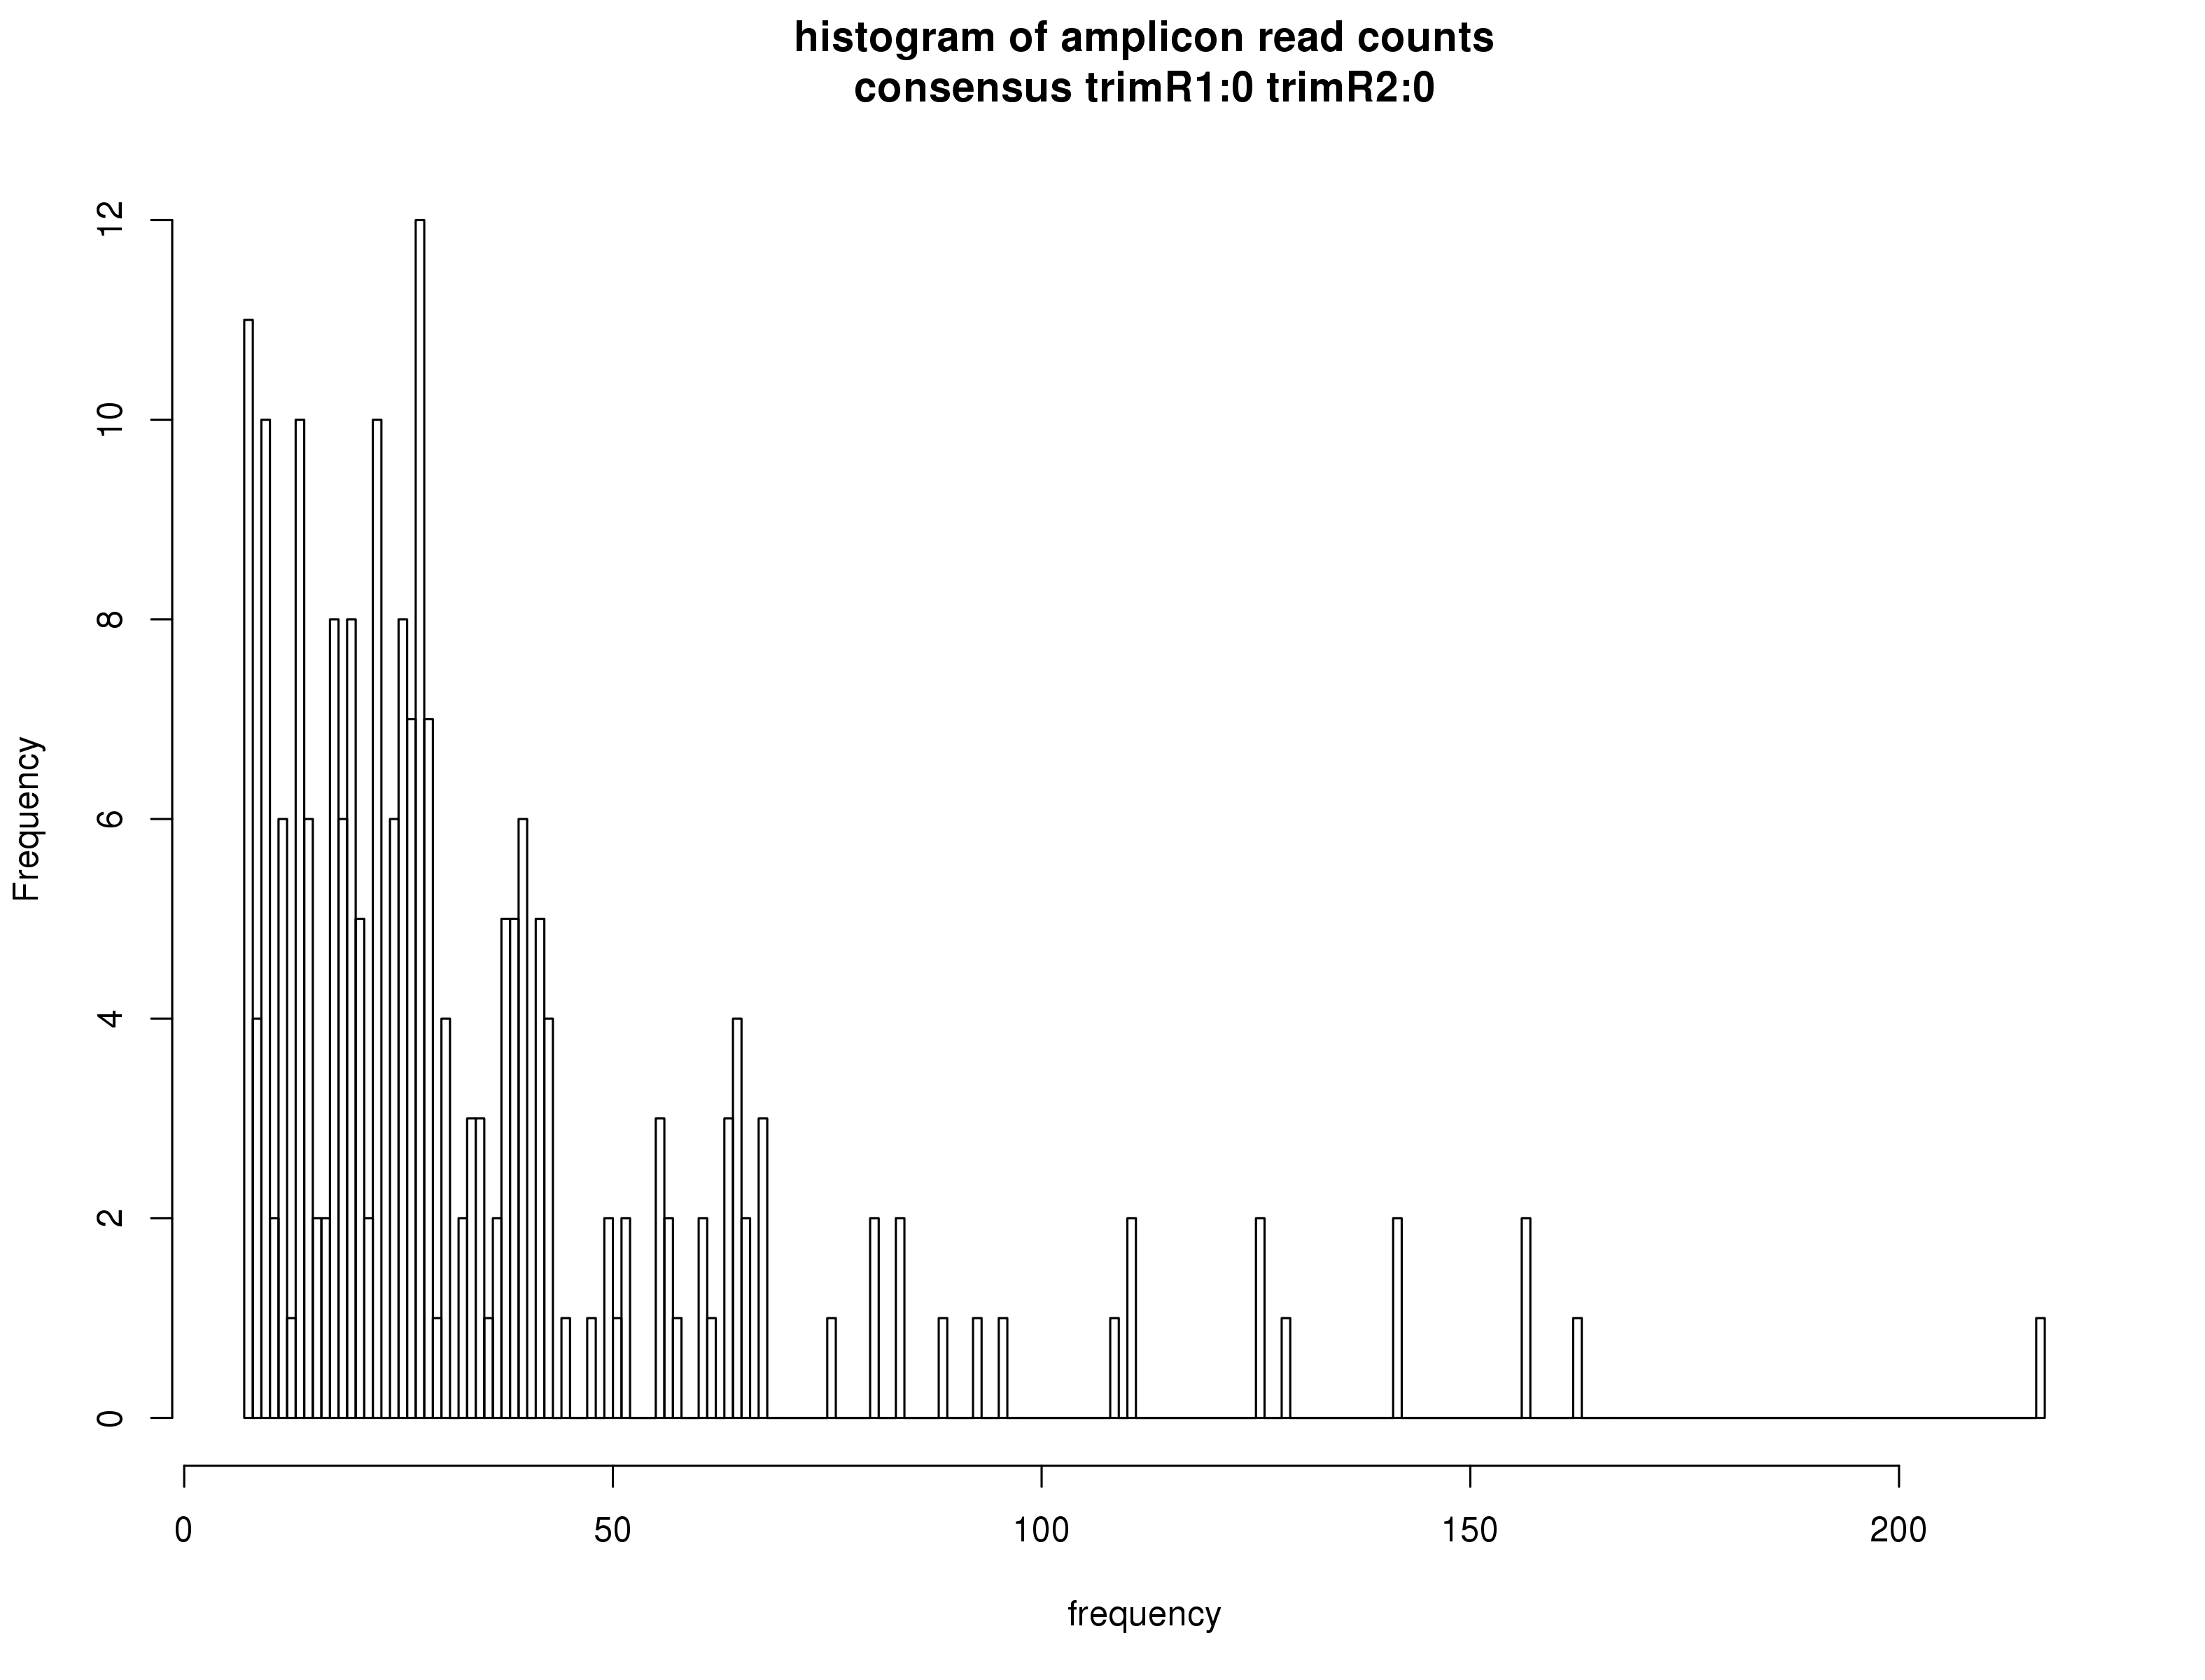 histogram of amplicon read counts
consensus trimR1:0 trimR2:0
12
10
8
6
4
2
0
Frequency
0 50 100 150 200
frequency